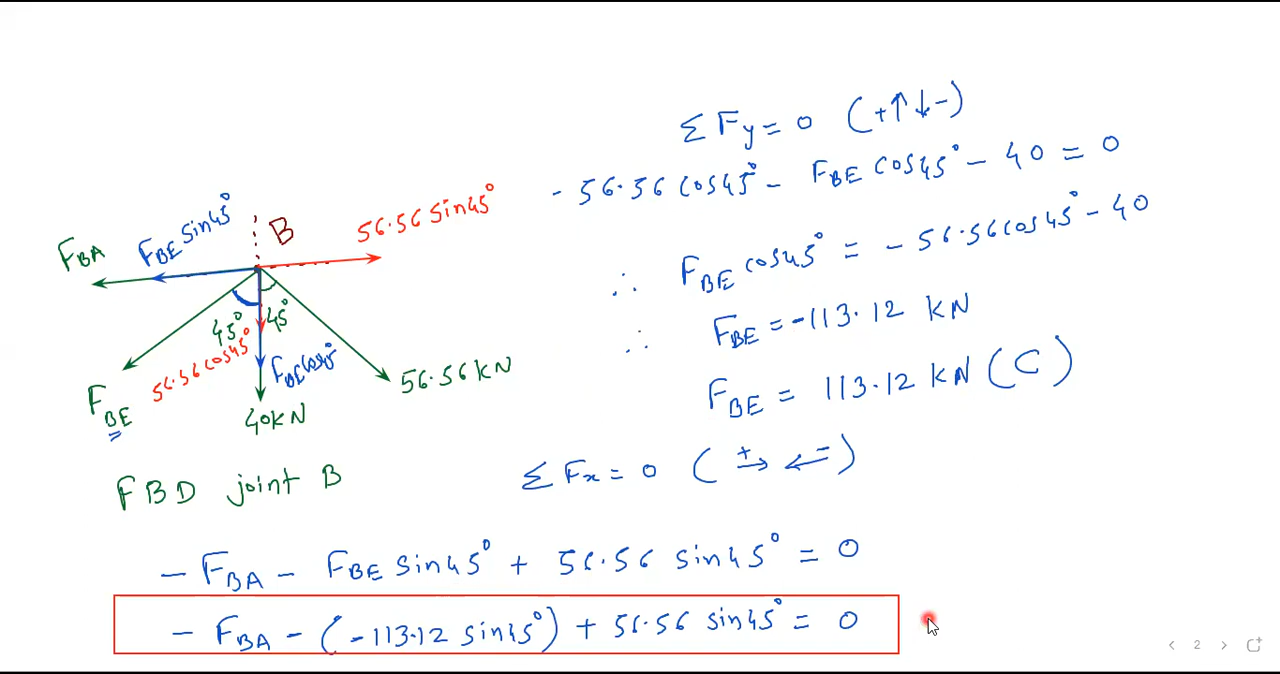 ΣFy = 0 (+↑↓-)
- 56.56 cos45° - FBE cos45° - 40 = 0
∴ FBE cos45° = - 56.56 cos45° - 40
∴ FBE = -113.12 kN
FBE = 113.12 kN (C)
FBA
FBE sin45°
B
56.56 sin45°
45°
45°
56.56 cos45°
FBE cos45°
56.56 kN
FBE
40kN
FBD joint B
ΣFx = 0 (+→ ←-)
- FBA - FBE sin45° + 56.56 sin45° = 0
- FBA - (-113.12 sin45°) + 56.56 sin45° = 0
< 2 >